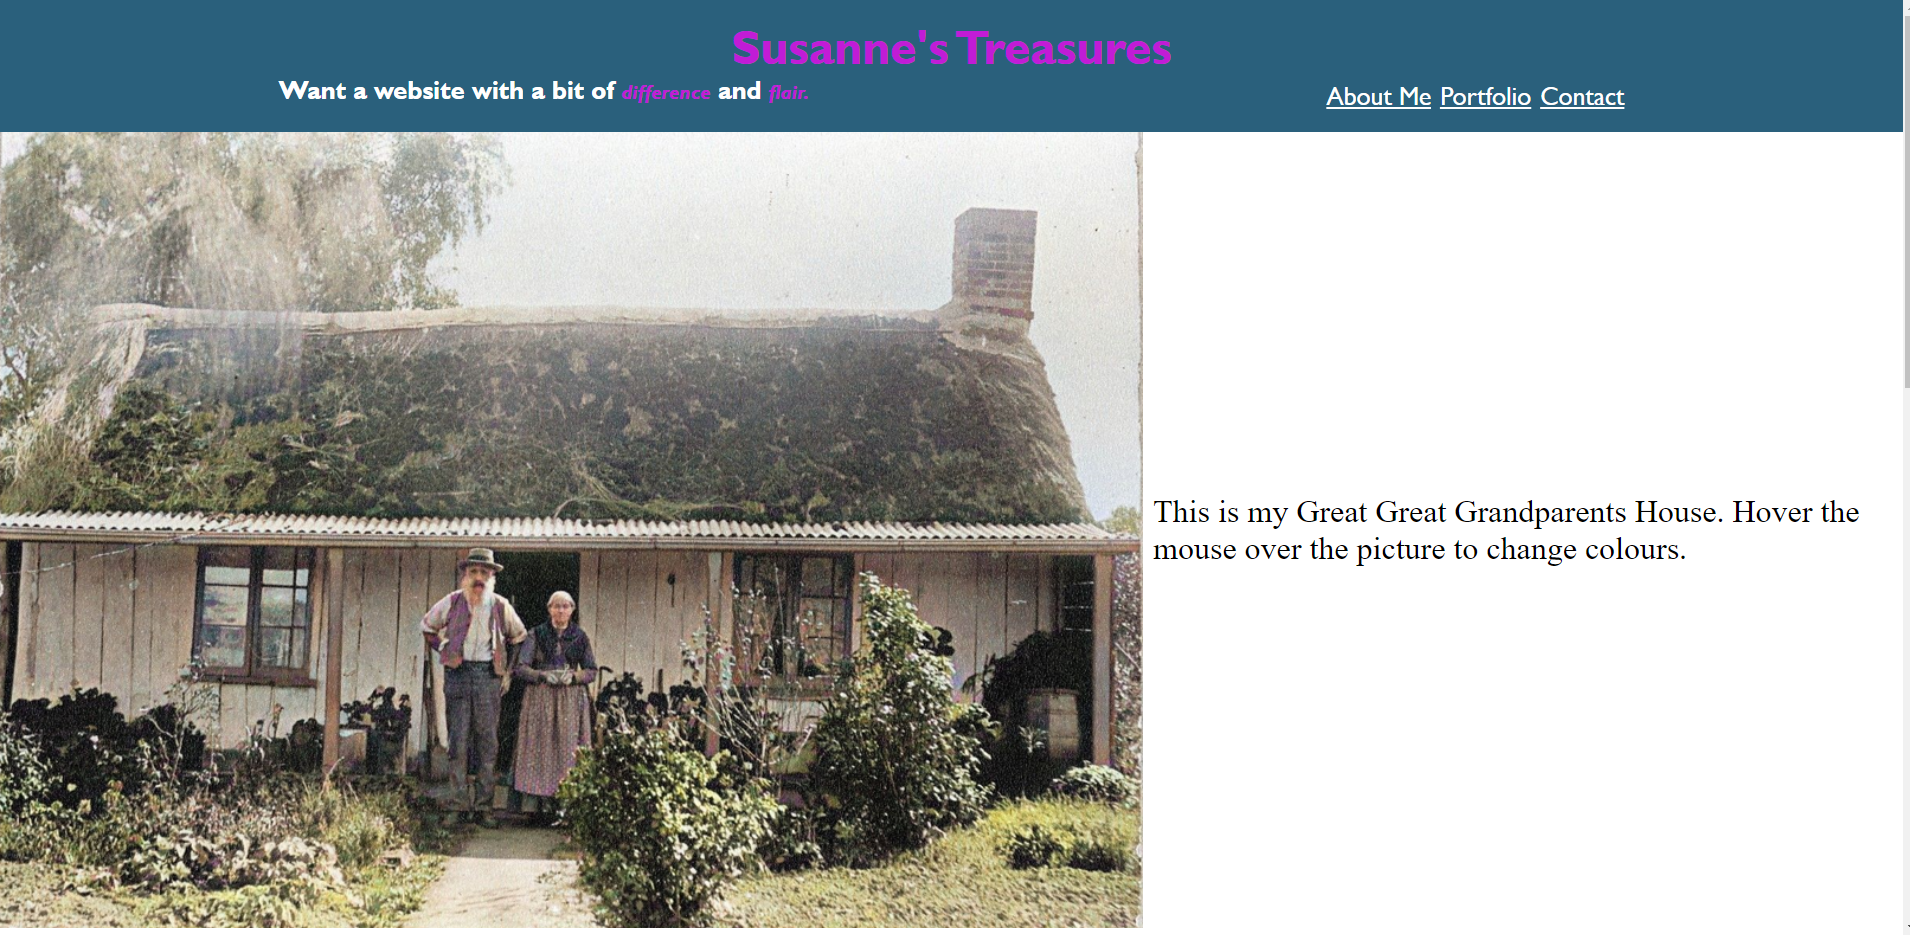 Susanne's Treasures
Want a website with a bit of difference and flair.
About Me Portfolio Contact
This is my Great Great Grandparents House. Hover the
mouse over the picture to change colours.